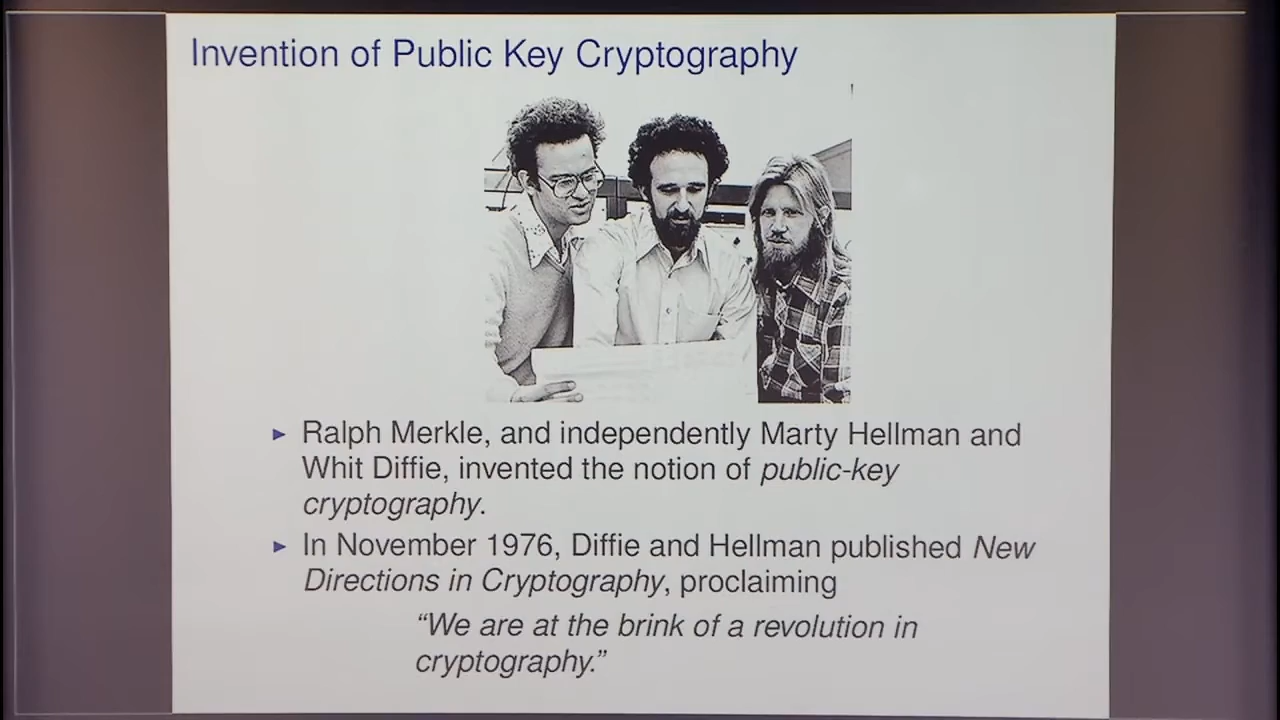 Invention of Public Key Cryptography
► Ralph Merkle, and independently Marty Hellman and
Whit Diffie, invented the notion of public-key
cryptography.
► In November 1976, Diffie and Hellman published New
Directions in Cryptography, proclaiming
“We are at the brink of a revolution in
cryptography.”